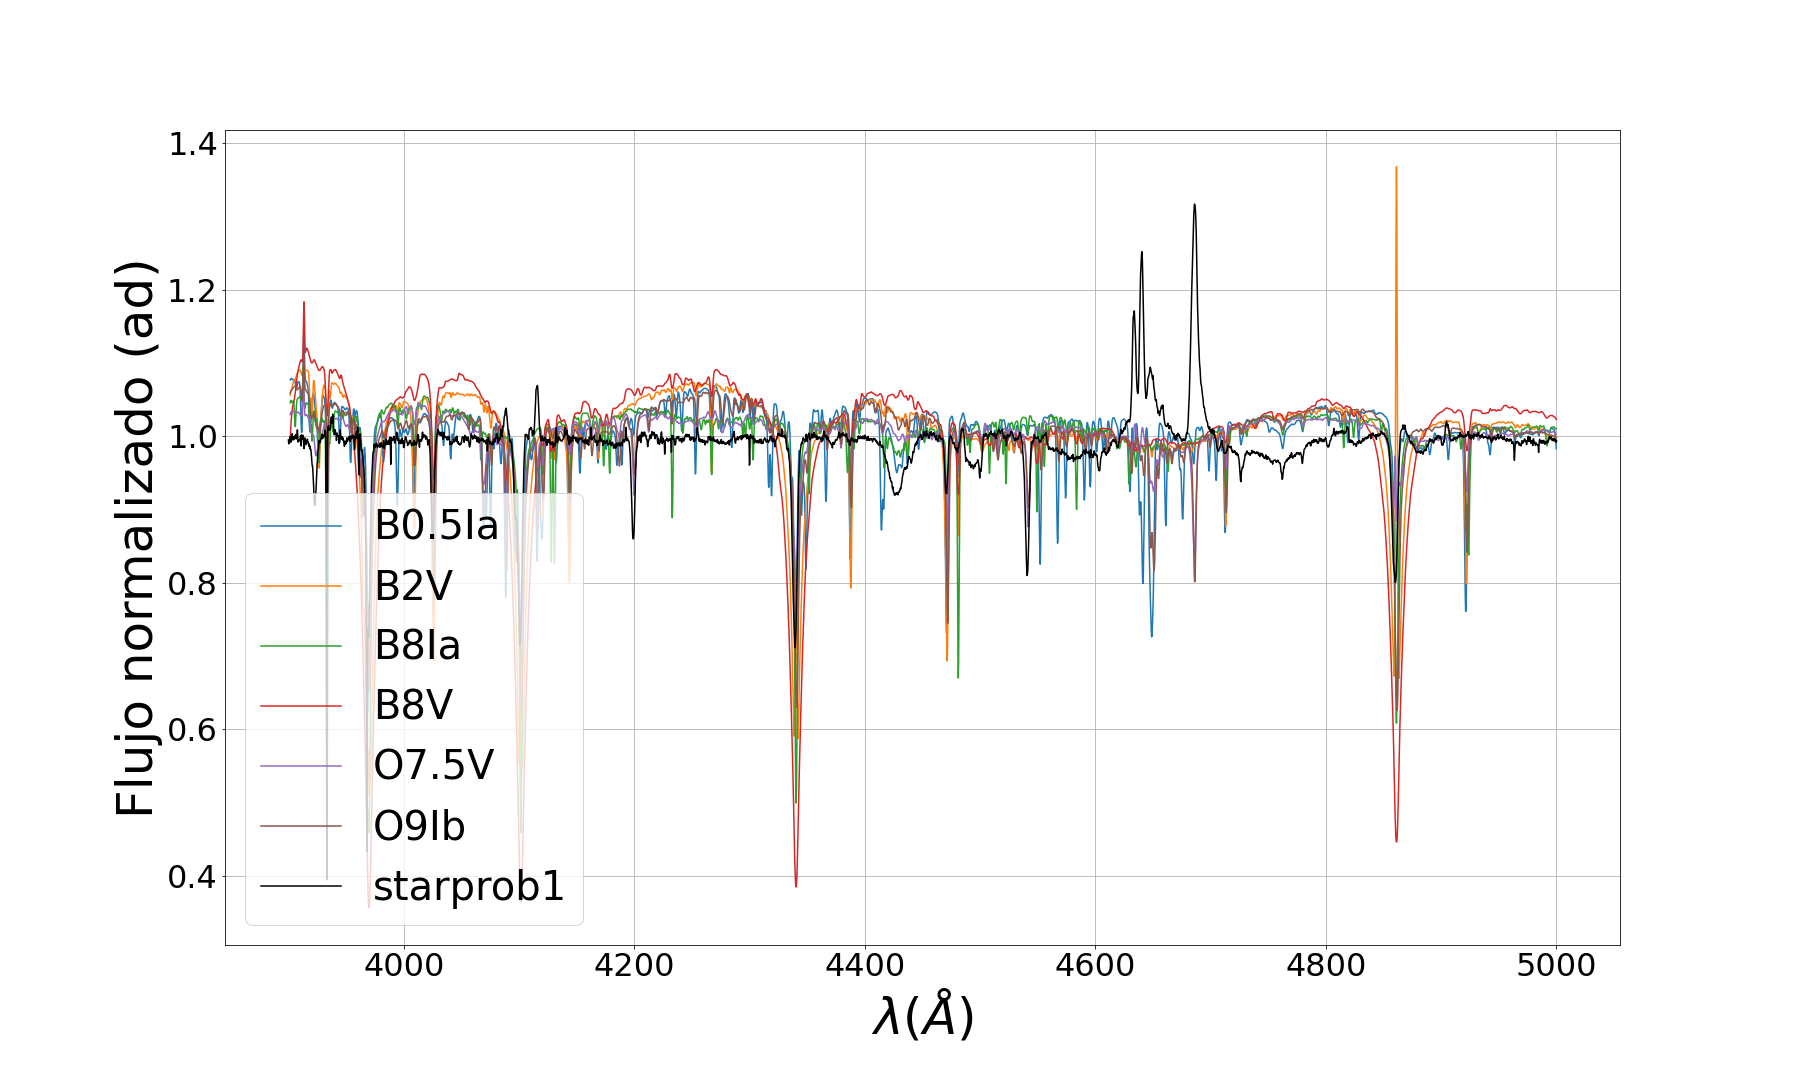 Flujo normalizado (ad)
1.4
1.2
1.0
0.8
0.6
0.4
B0.5Ia
B2V
B8Ia
B8V
O7.5V
O9Ib
starprob1
4000 4200 4400 4600 4800 5000
λ(Å)